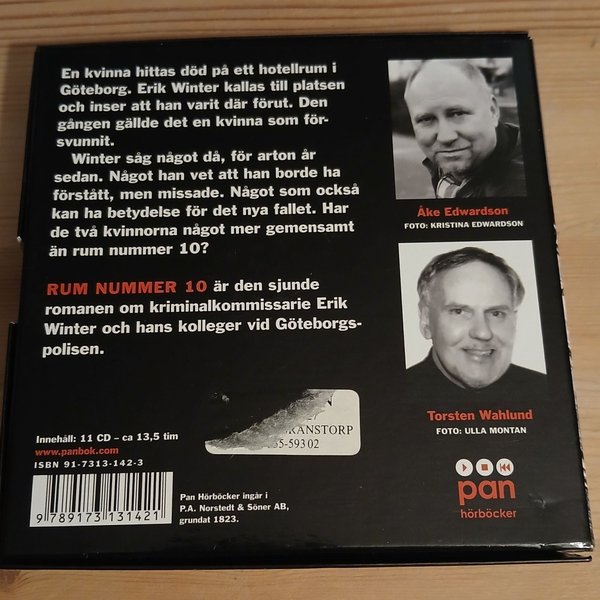 En kvinna hittas död på ett hotellrum i
Göteborg. Erik Winter kallas till platsen
och inser att han varit där förut. Den
gången gällde det en kvinna som för-
svunnit.
Winter såg något då, för arton år
sedan. Något han vet att han borde ha
förstått, men missade. Något som också
kan ha betydelse för det nya fallet. Har
de två kvinnorna något mer gemensamt
än rum nummer 10?
RUM NUMMER 10 är den sjunde
romanen om kriminalkommissarie Erik
Winter och hans kolleger vid Göteborgs-
polisen.
Åke Edwardson
FOTO: KRISTINA EDWARDSON
Torsten Wahlund
FOTO: ULLA MONTAN
RANSTORP
55-593 02
Innehåll: 11 CD – ca 13,5 tim
www.panbok.com
ISBN 91-7313-142-3
9 789173 131421
Pan Hörböcker ingår i
P.A. Norstedt & Söner AB,
grundat 1823.
pan
hörböcker